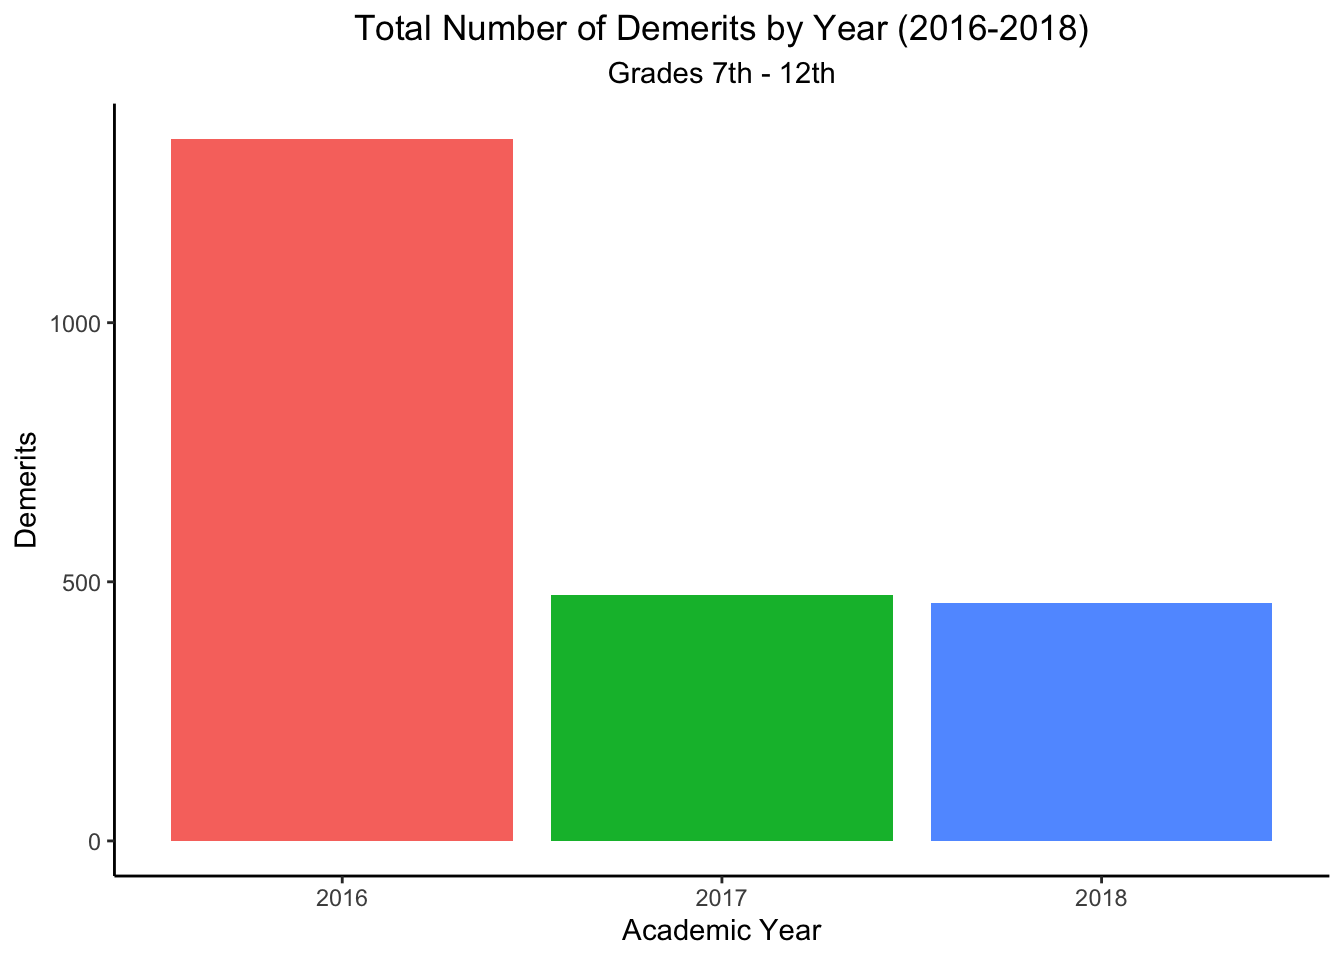 Total Number of Demerits by Year (2016-2018)
Grades 7th - 12th
Demerits
1000
500
0
2016
2017
2018
Academic Year